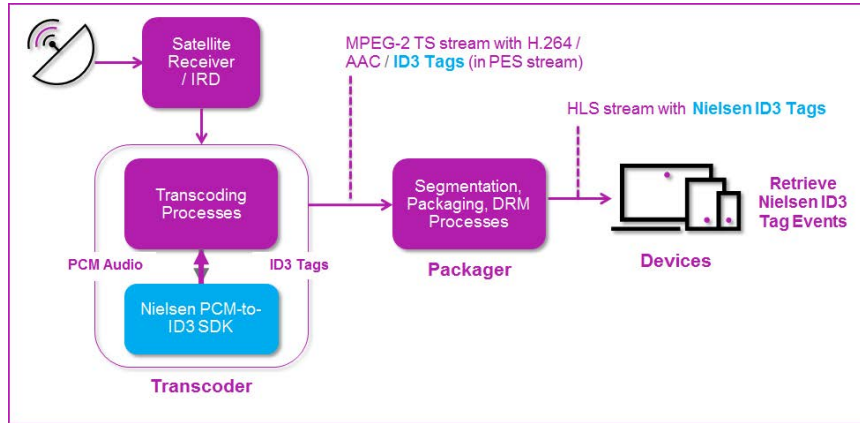 Satellite
Receiver
/ IRD
MPEG-2 TS stream with H.264 /
AAC / ID3 Tags (in PES stream)
HLS stream with Nielsen ID3 Tags
Transcoding
Processes
PCM Audio
ID3 Tags
Nielsen PCM-to-
ID3 SDK
Transcoder
Segmentation,
Packaging, DRM
Processes
Packager
Devices
Retrieve
Nielsen ID3
Tag Events